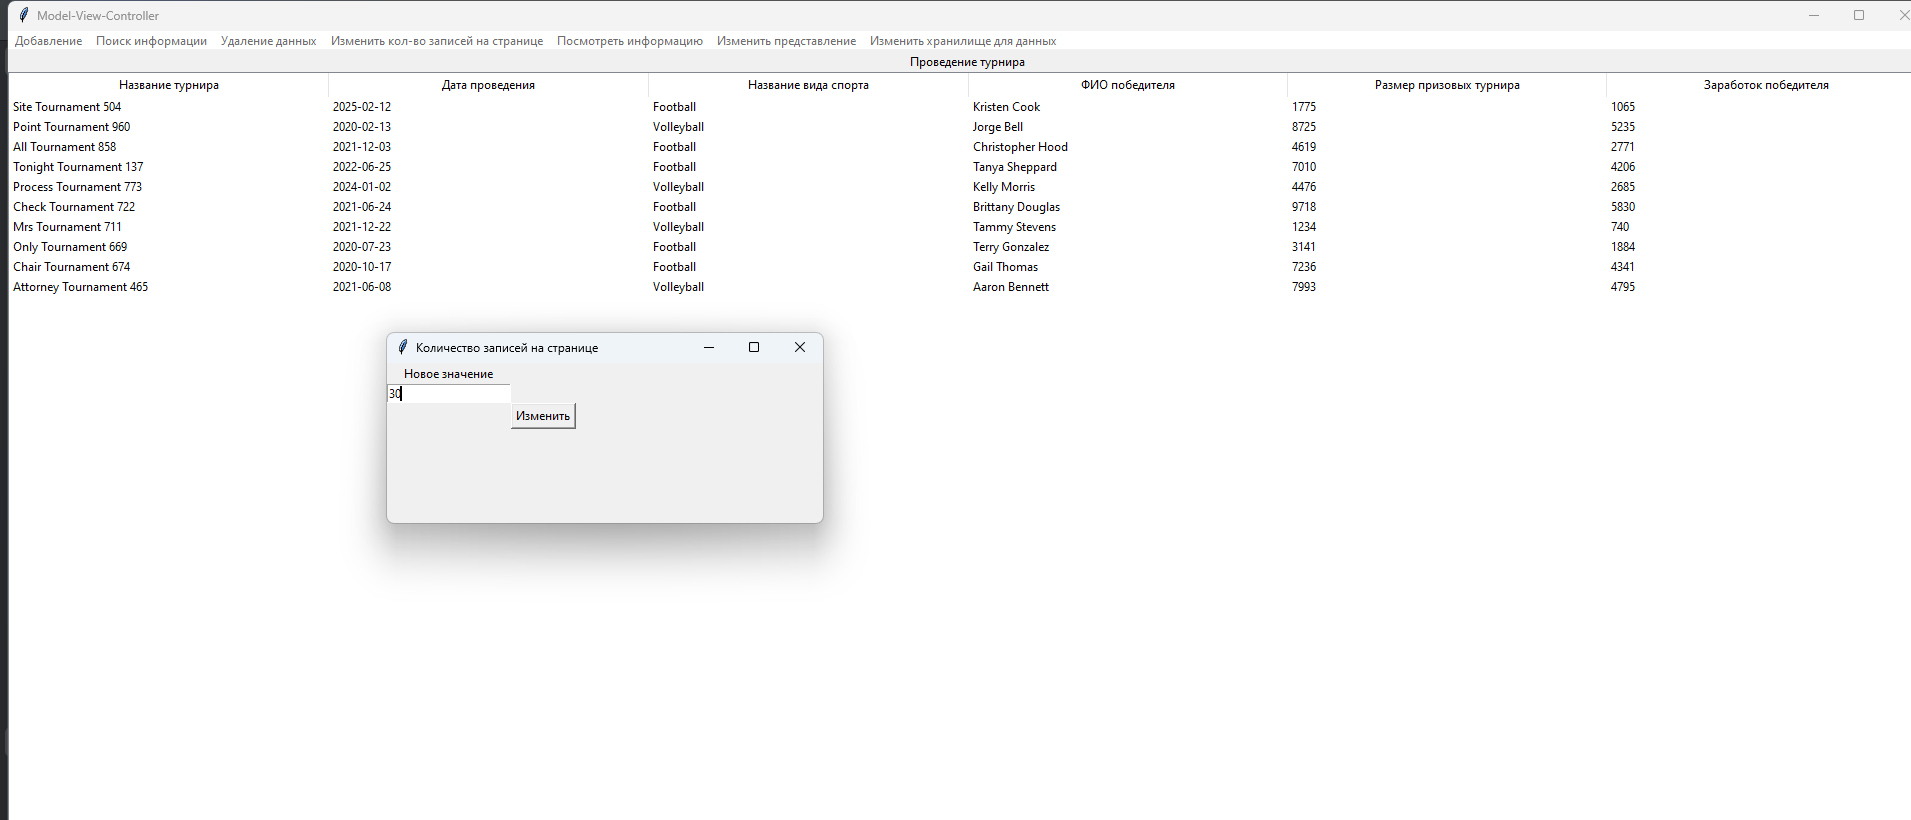 Model-View-Controller
Добавление Поиск информации Удаление данных Изменить кол-во записей на странице Посмотреть информацию Изменить представление Изменить хранилище для данных
Проведение турнира
Название турнира Дата проведения Название вида спорта ФИО победителя Размер призовых турнира Заработок победителя
Site Tournament 504 2025-02-12 Football Kristen Cook 1775 1065
Point Tournament 960 2020-02-13 Volleyball Jorge Bell 8725 5235
All Tournament 858 2021-12-03 Football Christopher Hood 4619 2771
Tonight Tournament 137 2022-06-25 Football Tanya Sheppard 7010 4206
Process Tournament 773 2024-01-02 Volleyball Kelly Morris 4476 2685
Check Tournament 722 2021-06-24 Football Brittany Douglas 9718 5830
Mrs Tournament 711 2021-12-22 Volleyball Tammy Stevens 1234 740
Only Tournament 669 2020-07-23 Football Terry Gonzalez 3141 1884
Chair Tournament 674 2020-10-17 Football Gail Thomas 7236 4341
Attorney Tournament 465 2021-06-08 Volleyball Aaron Bennett 7993 4795
Количество записей на странице
Новое значение
30
Изменить